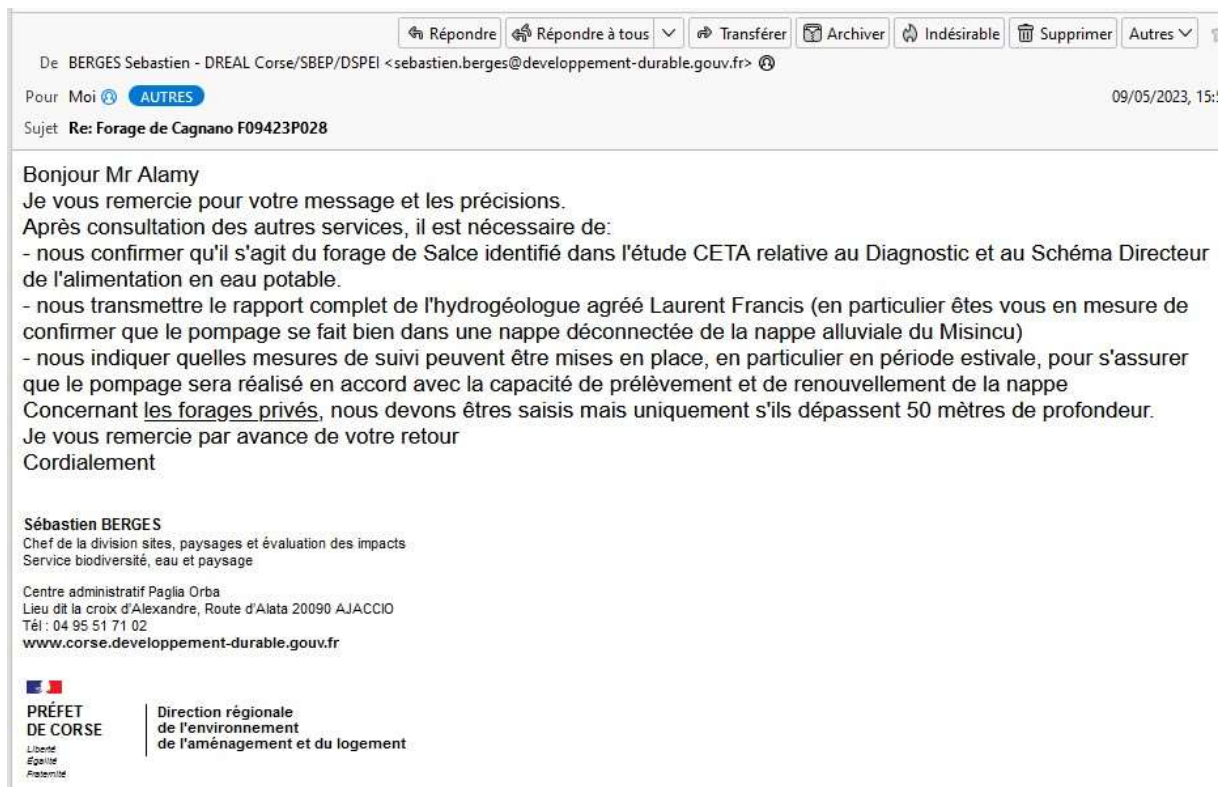 Répondre Répondre à tous Transférer Archiver Indésirable Supprimer Autres
De BERGES Sebastien - DREAL Corse/SBEP/DSPEI <sebastien.berges@developpement-durable.gouv.fr>
Pour Moi AUTRES 09/05/2023,
Sujet Re: Forage de Cagnano F09423P028
Bonjour Mr Alamy
Je vous remercie pour votre message et les précisions.
Après consultation des autres services, il est nécessaire de:
- nous confirmer qu'il s'agit du forage de Salce identifié dans l'étude CETA relative au Diagnostic et au Schéma Directeur
de l'alimentation en eau potable.
- nous transmettre le rapport complet de l'hydrogéologue agréé Laurent Francis (en particulier êtes vous en mesure de
confirmer que le pompage se fait bien dans une nappe déconnectée de la nappe alluviale du Misincu)
- nous indiquer quelles mesures de suivi peuvent être mises en place, en particulier en période estivale, pour s'assurer
que le pompage sera réalisé en accord avec la capacité de prélèvement et de renouvellement de la nappe
Concernant les forages privés, nous devons êtres saisis mais uniquement s'ils dépassent 50 mètres de profondeur.
Je vous remercie par avance de votre retour
Cordialement
Sébastien BERGES
Chef de la division sites, paysages et évaluation des impacts
Service biodiversité, eau et paysage
Centre administratif Paglia Orba
Lieu dit la croix d'Alexandre, Route d'Alata 20090 AJACCIO
Tél : 04 95 51 71 02
www.corse.developpement-durable.gouv.fr
PRÉFET
DE CORSE
Liberté
Égalité
Fraternité
Direction régionale
de l'environnement
de l'aménagement et du logement